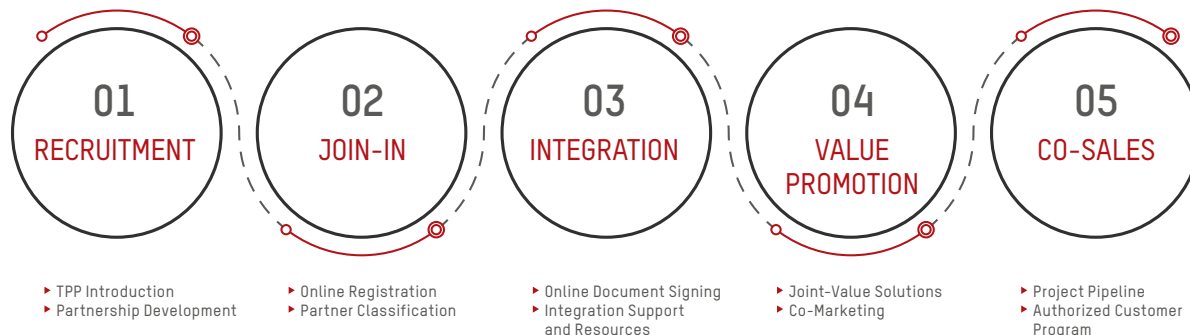 01
RECRUITMENT
02
JOIN-IN
03
INTEGRATION
04
VALUE
PROMOTION
05
CO-SALES
TPP Introduction
Partnership Development
Online Registration
Partner Classification
Online Document Signing
Integration Support
and Resources
Joint-Value Solutions
Co-Marketing
Project Pipeline
Authorized Customer
Program